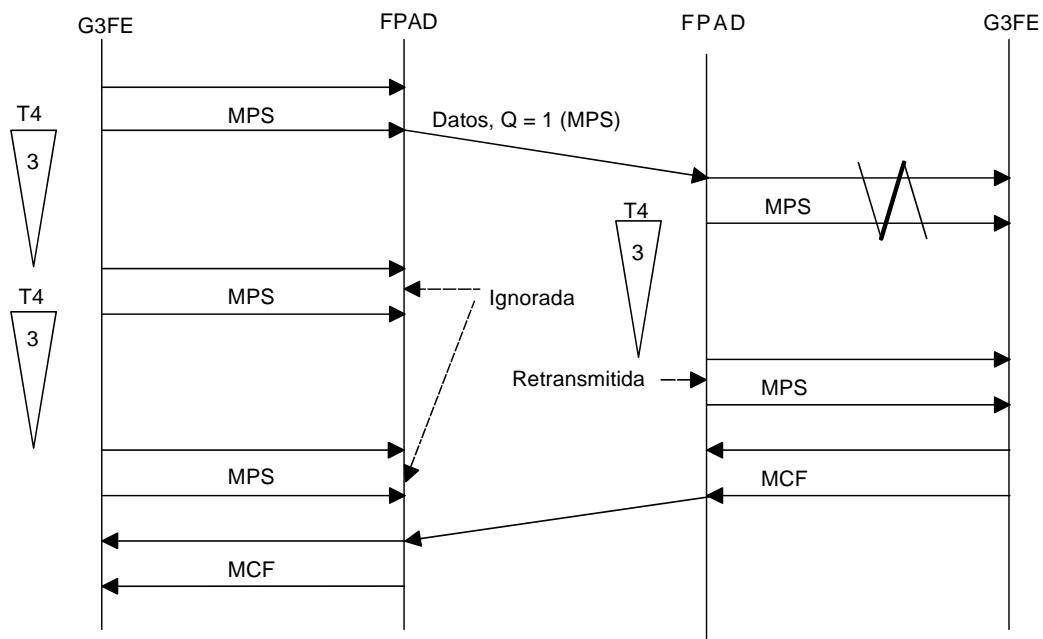 G3FE
FPAD
FPAD
G3FE
T4
MPS
Datos, Q = 1 (MPS)
3
MPS
T4
3
MPS
Ignorada
T4
3
Retransmitida
MPS
MPS
MCF
MCF